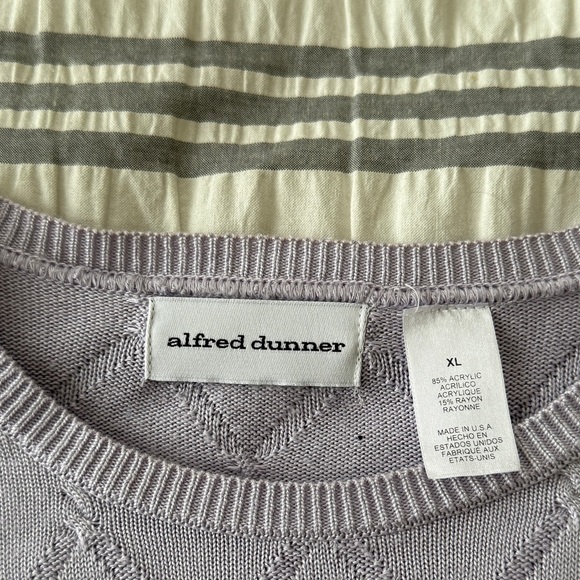 alfred dunner
XL
85% ACRYLIC
ACRILICO
ACRYLIQUE
15% RAYON
RAYONNE
MADE IN U.S.A.
HECHO EN
ESTADOS UNIDOS
FABRIQUE AUX
ETATS-UNIS